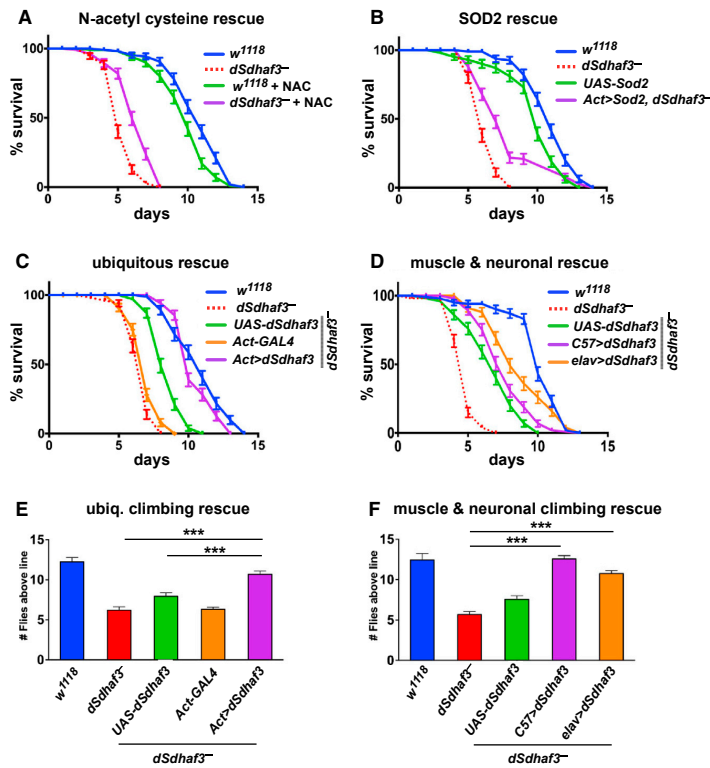 A N-acetyl cysteine rescue
% survival
100
50
0
0 5 10 15
days
w1118
dSdhaf3–
w1118 + NAC
dSdhaf3– + NAC
B SOD2 rescue
% survival
100
50
0
0 5 10 15
days
w1118
dSdhaf3–
UAS-Sod2
Act>Sod2, dSdhaf3–
C ubiquitous rescue
% survival
100
50
0
0 5 10 15
days
w1118
dSdhaf3–
UAS-dSdhaf3
Act-GAL4
Act>dSdhaf3
dSdhaf3–
D muscle & neuronal rescue
% survival
100
50
0
0 5 10 15
days
w1118
dSdhaf3–
UAS-dSdhaf3
C57>dSdhaf3
elav>dSdhaf3
dSdhaf3–
E ubiq. climbing rescue
# Flies above line
15
10
5
0
***
***
w1118
dSdhaf3–
UAS-dSdhaf3
Act-GAL4
Act>dSdhaf3
dSdhaf3–
F muscle & neuronal climbing rescue
# Flies above line
15
10
5
0
***
***
w1118
dSdhaf3–
UAS-dSdhaf3
C57>dSdhaf3
elav>dSdhaf3
dSdhaf3–